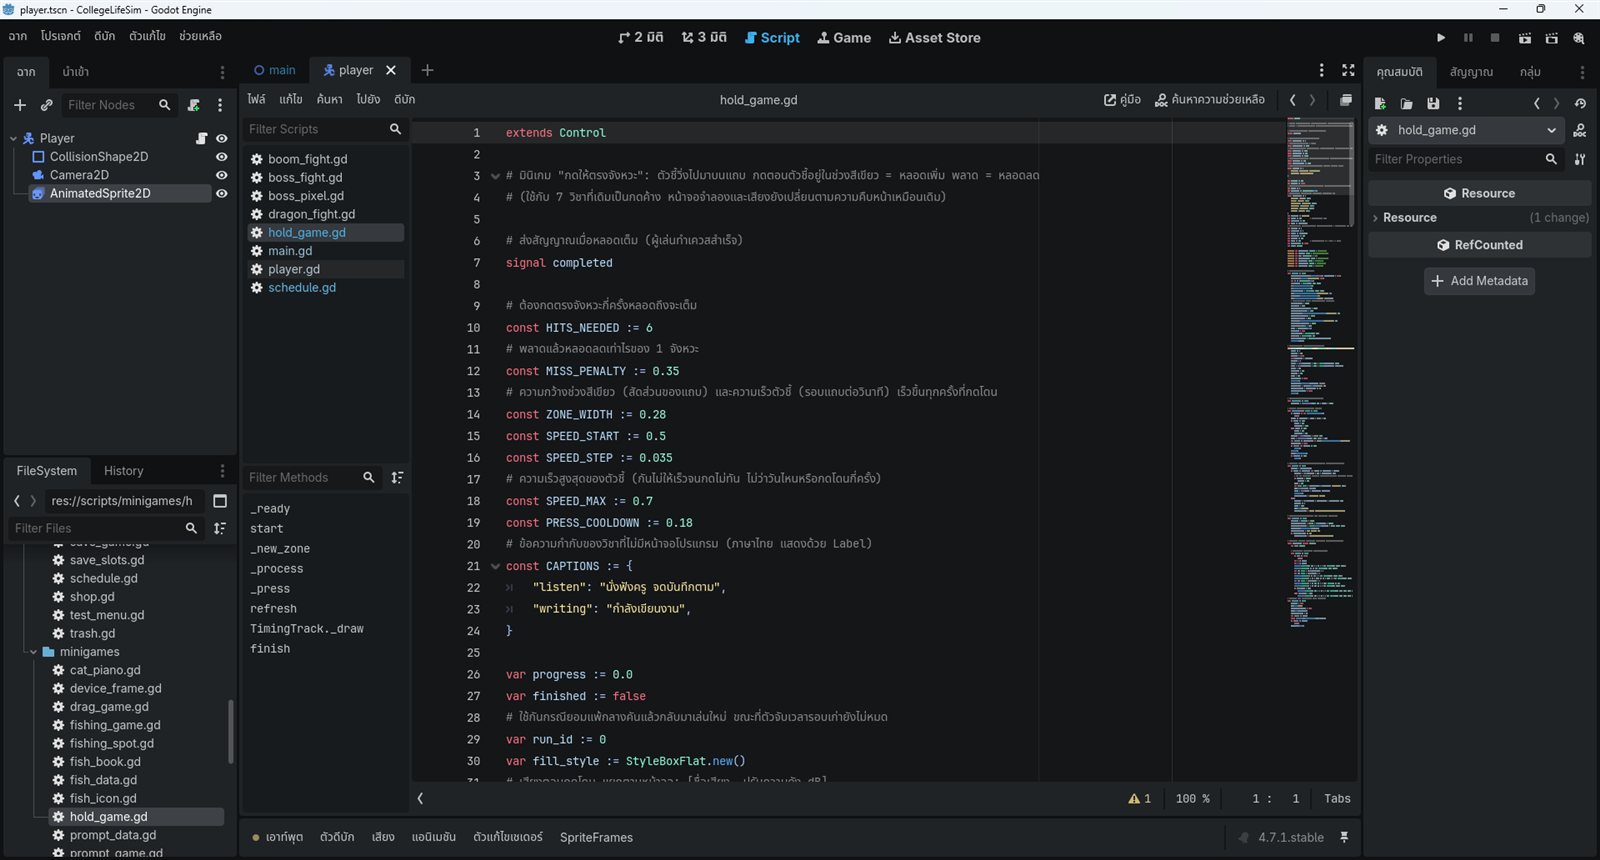 player.tscn - CollegeLifeSim - Godot Engine
ฉาก โปรเจกต์ ดีบัก ตัวแก้ไข ช่วยเหลือ
2 มิติ 3 มิติ Script Game Asset Store
ฉาก นำเข้า
main player
คุณสมบัติ สัญญาณ กลุ่ม
Filter Nodes
ไฟล์ แก้ไข ค้นหา ไปยัง ดีบัก
hold_game.gd
คู่มือ ค้นหาความช่วยเหลือ
Player
CollisionShape2D
Camera2D
AnimatedSprite2D
FileSystem History
res://scripts/minigames/h
Filter Files
save_game.gd
save_slots.gd
schedule.gd
shop.gd
test_menu.gd
trash.gd
minigames
cat_piano.gd
device_frame.gd
drag_game.gd
fishing_game.gd
fishing_spot.gd
fish_book.gd
fish_data.gd
fish_icon.gd
hold_game.gd
prompt_data.gd
prompt_game.gd
Filter Scripts
boom_fight.gd
boss_fight.gd
boss_pixel.gd
dragon_fight.gd
hold_game.gd
main.gd
player.gd
schedule.gd
Filter Methods
_ready
start
_new_zone
_process
_press
refresh
TimingTrack._draw
finish
1 extends Control
2
3 # มินิเกม "กดให้ตรงจังหวะ": ตัวชี้วิ่งไปมาบนแถบ กดตอนตัวชี้อยู่ในช่วงสีเขียว = หลอดเพิ่ม พลาด = หลอดลด
4 # (ใช้กับ 7 วิชาที่เดิมเป็นกดค้าง หน้าจอจำลองและเสียงยังเปลี่ยนตามความคืบหน้าเหมือนเดิม)
5
6 # ส่งสัญญาณเมื่อหลอดเต็ม (ผู้เล่นทำเควสสำเร็จ)
7 signal completed
8
9 # ต้องกดตรงจังหวะกี่ครั้งหลอดถึงจะเต็ม
10 const HITS_NEEDED := 6
11 # พลาดแล้วหลอดลดเท่าไรของ 1 จังหวะ
12 const MISS_PENALTY := 0.35
13 # ความกว้างช่วงสีเขียว (สัดส่วนของแถบ) และความเร็วตัวชี้ (รอบแถบต่อวินาที) เร็วขึ้นทุกครั้งที่กดโดน
14 const ZONE_WIDTH := 0.28
15 const SPEED_START := 0.5
16 const SPEED_STEP := 0.035
17 # ความเร็วสูงสุดของตัวชี้ (กันไม่ให้เร็วจนกดไม่ทัน ไม่ว่าวันไหนหรือกดโดนกี่ครั้ง)
18 const SPEED_MAX := 0.7
19 const PRESS_COOLDOWN := 0.18
20 # ข้อความกำกับของวิชาที่ไม่มีหน้าจอโปรแกรม (ภาษาไทย แสดงด้วย Label)
21 const CAPTIONS := {
22 "listen": "นั่งฟังครู จดบันทึกตาม",
23 "writing": "กำลังเขียนงาน",
24 }
25
26 var progress := 0.0
27 var finished := false
28 # ใช้กันกรณียอมแพ้กลางคันแล้วกลับมาเล่นใหม่ ขณะที่ตัวจับเวลารอบเก่ายังไม่หมด
29 var run_id := 0
30 var fill_style := StyleBoxFlat.new()
1 100 % 1 : 1 Tabs
hold_game.gd
Filter Properties
Resource
Resource (1 change)
RefCounted
Add Metadata
เอาท์พุต ตัวดีบัก เสียง แอนิเมชัน ตัวแก้ไขเชเดอร์ SpriteFrames
4.7.1.stable